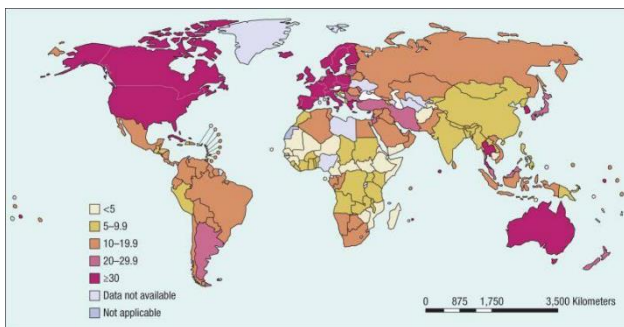 <5
5–9.9
10–19.9
20–29.9
≥30
Data not available
Not applicable
0 875 1,750 3,500 Kilometers